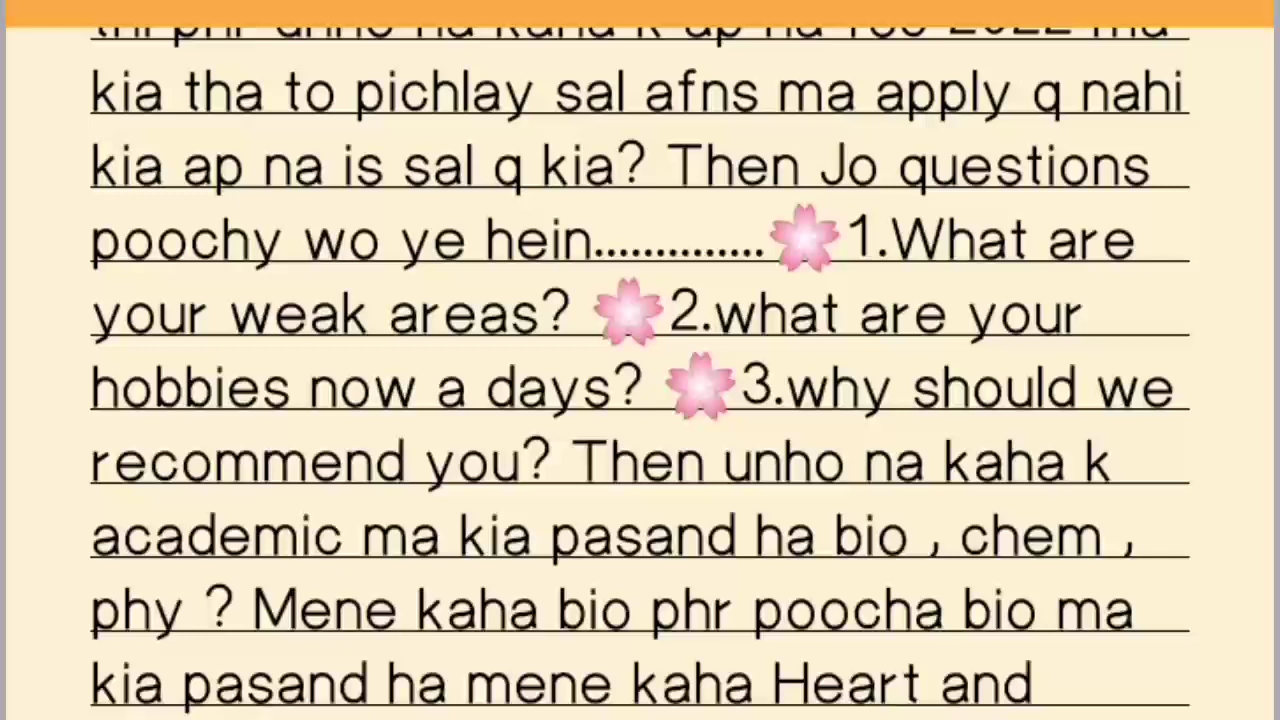 kia tha to pichlay sal afns ma apply q nahi
kia ap na is sal q kia? Then Jo questions
poochy wo ye hein..............🌸1.What are
your weak areas? 🌸2.what are your
hobbies now a days? 🌸3.why should we
recommend you? Then unho na kaha k
academic ma kia pasand ha bio , chem ,
phy ? Mene kaha bio phr poocha bio ma
kia pasand ha mene kaha Heart and